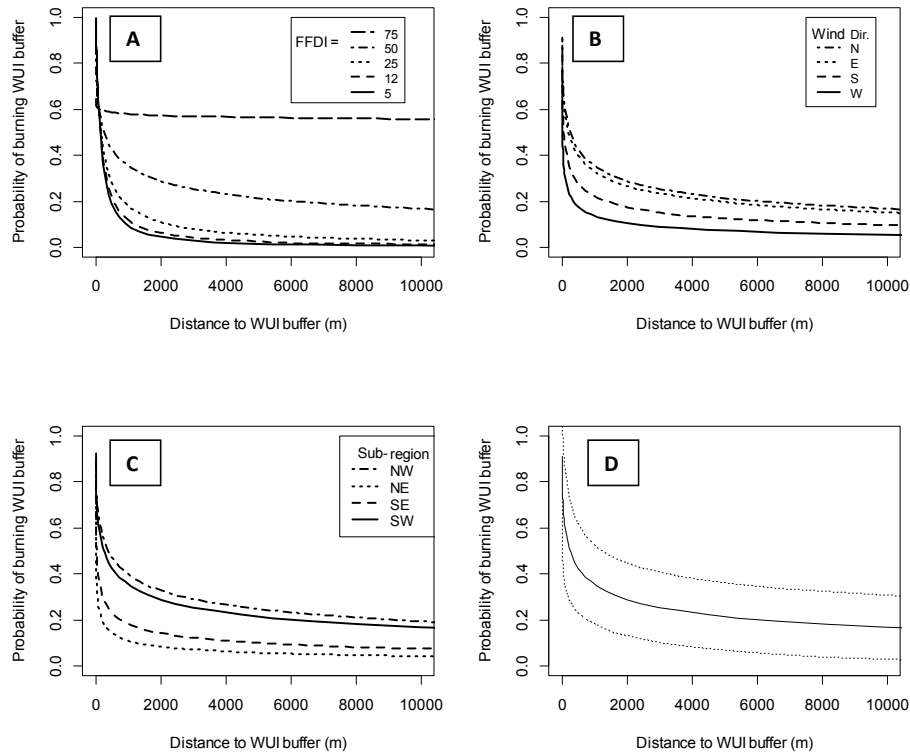 A
FFDI =
75
50
25
12
5
Probability of burning WUI buffer
1.0
0.8
0.6
0.4
0.2
0.0
0 2000 4000 6000 8000 10000
Distance to WUI buffer (m)
B
Wind Dir.
N
E
S
W
Probability of burning WUI buffer
1.0
0.8
0.6
0.4
0.2
0.0
0 2000 4000 6000 8000 10000
Distance to WUI buffer (m)
C
Sub-region
NW
NE
SE
SW
Probability of burning WUI buffer
1.0
0.8
0.6
0.4
0.2
0.0
0 2000 4000 6000 8000 10000
Distance to WUI buffer (m)
D
Probability of burning WUI buffer
1.0
0.8
0.6
0.4
0.2
0.0
0 2000 4000 6000 8000 10000
Distance to WUI buffer (m)